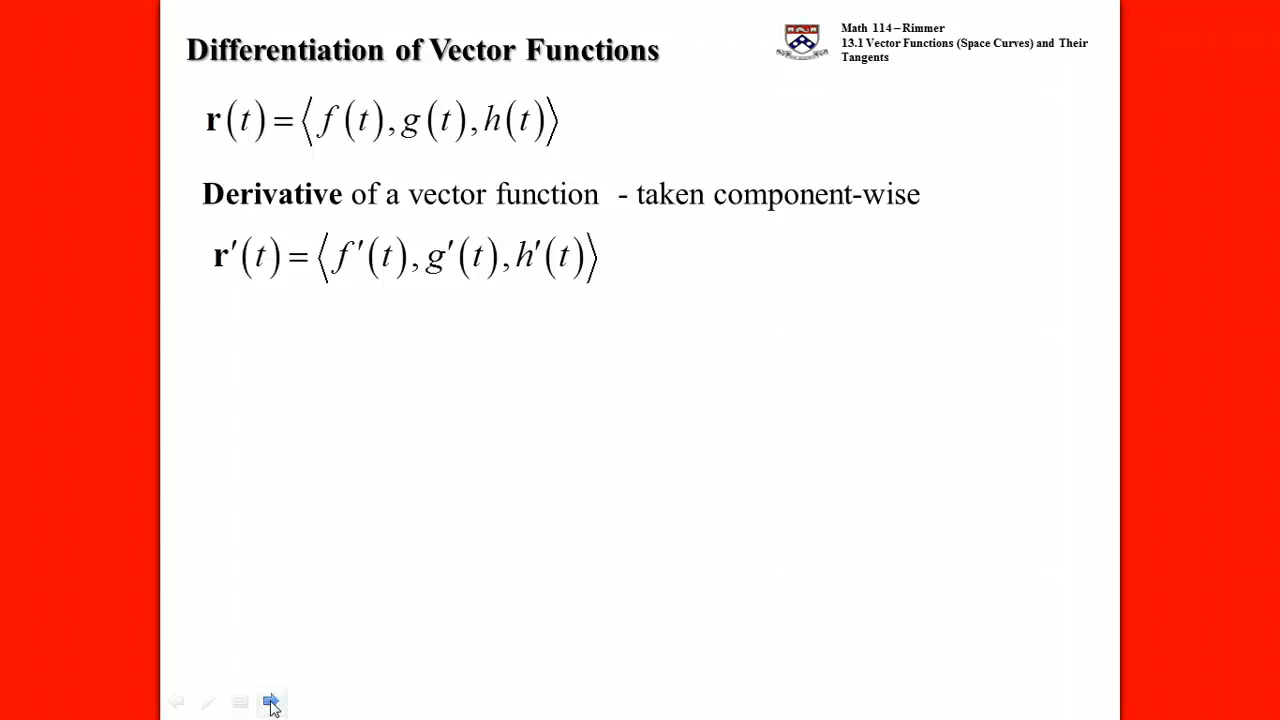 Differentiation of Vector Functions
Math 114 – Rimmer
13.1 Vector Functions (Space Curves) and Their
Tangents
r(t) = ⟨f(t), g(t), h(t)⟩
Derivative of a vector function - taken component-wise
r′(t) = ⟨f′(t), g′(t), h′(t)⟩